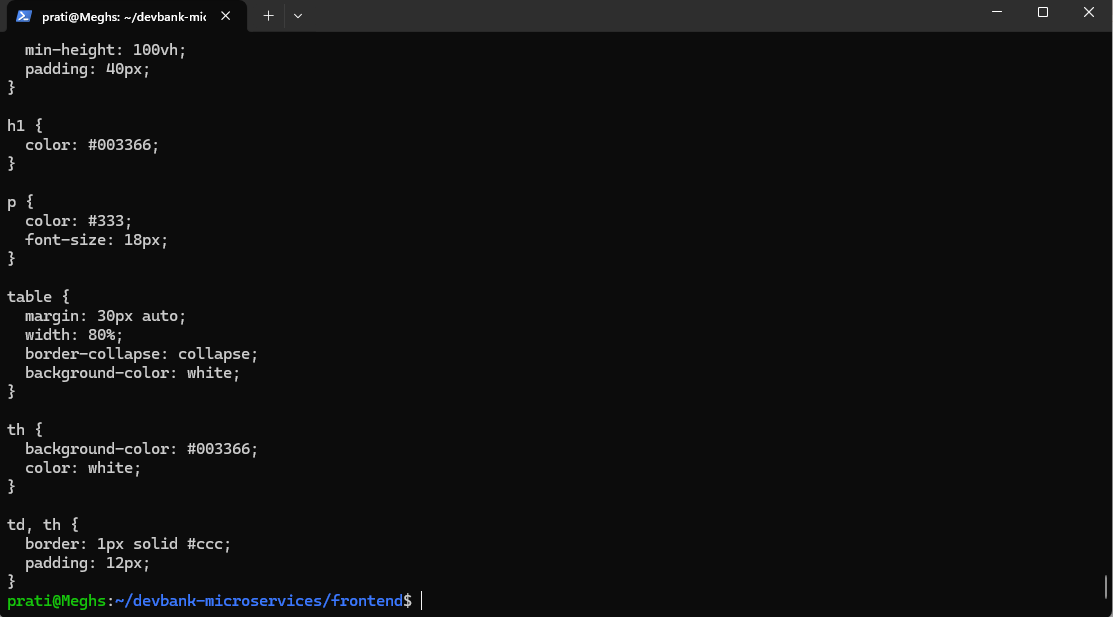 prati@Meghs: ~/devbank-mic
min-height: 100vh;
padding: 40px;
}
h1 {
color: #003366;
}
p {
color: #333;
font-size: 18px;
}
table {
margin: 30px auto;
width: 80%;
border-collapse: collapse;
background-color: white;
}
th {
background-color: #003366;
color: white;
}
td, th {
border: 1px solid #ccc;
padding: 12px;
}
prati@Meghs:~/devbank-microservices/frontend$